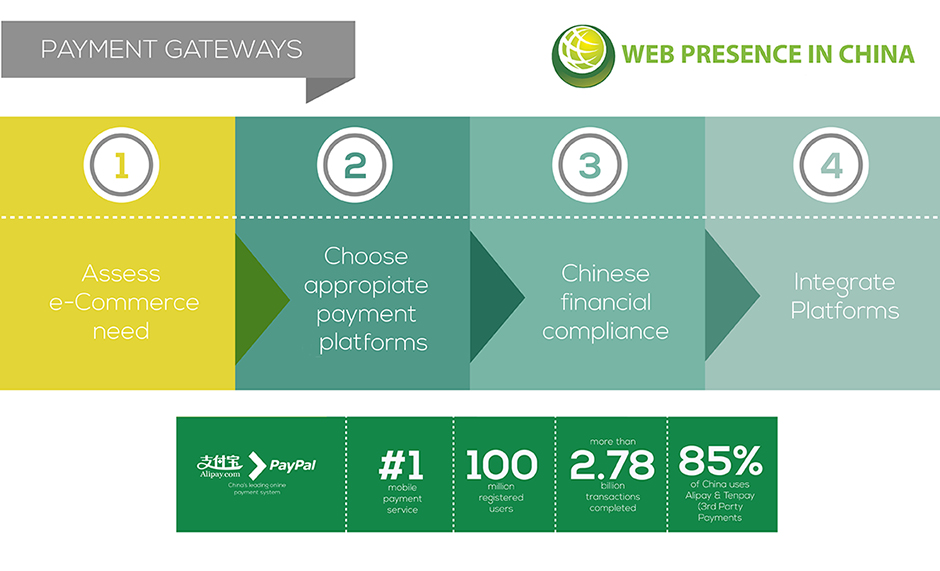 PAYMENT GATEWAYS
WEB PRESENCE IN CHINA
1
Assess
e-Commerce
need
2
Choose
appropiate
payment
platforms
3
Chinese
financial
compliance
4
Integrate
Platforms
支付宝
Alipay.com
PayPal
China's leading online
payment system
#1
mobile
payment
service
100
million
registered
users
more than
2.78
billion
transactions
completed
85%
of China uses
Alipay & Tenpay
(3rd Party
Payments